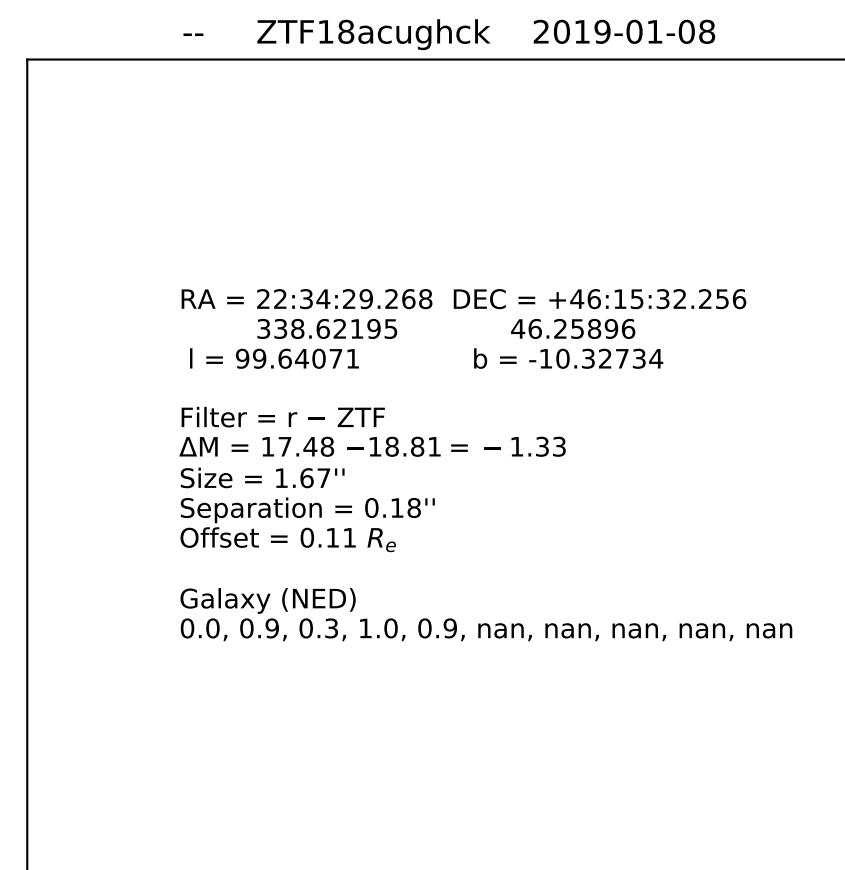 -- ZTF18acughck 2019-01-08
RA = 22:34:29.268 DEC = +46:15:32.256
338.62195 46.25896
l = 99.64071 b = -10.32734
Filter = r − ZTF
ΔM = 17.48 −18.81 = −1.33
Size = 1.67''
Separation = 0.18''
Offset = 0.11 Re
Galaxy (NED)
0.0, 0.9, 0.3, 1.0, 0.9, nan, nan, nan, nan, nan